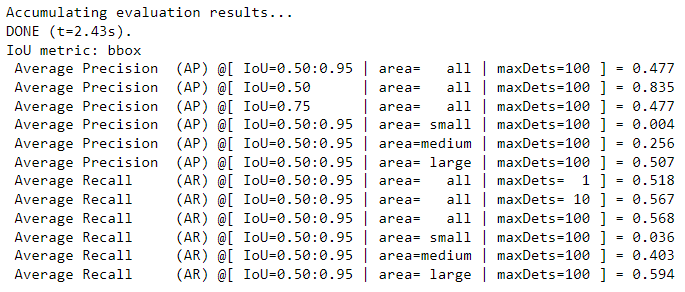 Accumulating evaluation results...
DONE (t=2.43s).
IoU metric: bbox
 Average Precision  (AP) @[ IoU=0.50:0.95 | area=   all | maxDets=100 ] = 0.477
 Average Precision  (AP) @[ IoU=0.50      | area=   all | maxDets=100 ] = 0.835
 Average Precision  (AP) @[ IoU=0.75      | area=   all | maxDets=100 ] = 0.477
 Average Precision  (AP) @[ IoU=0.50:0.95 | area= small | maxDets=100 ] = 0.004
 Average Precision  (AP) @[ IoU=0.50:0.95 | area=medium | maxDets=100 ] = 0.256
 Average Precision  (AP) @[ IoU=0.50:0.95 | area= large | maxDets=100 ] = 0.507
 Average Recall     (AR) @[ IoU=0.50:0.95 | area=   all | maxDets=  1 ] = 0.518
 Average Recall     (AR) @[ IoU=0.50:0.95 | area=   all | maxDets= 10 ] = 0.567
 Average Recall     (AR) @[ IoU=0.50:0.95 | area=   all | maxDets=100 ] = 0.568
 Average Recall     (AR) @[ IoU=0.50:0.95 | area= small | maxDets=100 ] = 0.036
 Average Recall     (AR) @[ IoU=0.50:0.95 | area=medium | maxDets=100 ] = 0.403
 Average Recall     (AR) @[ IoU=0.50:0.95 | area= large | maxDets=100 ] = 0.594